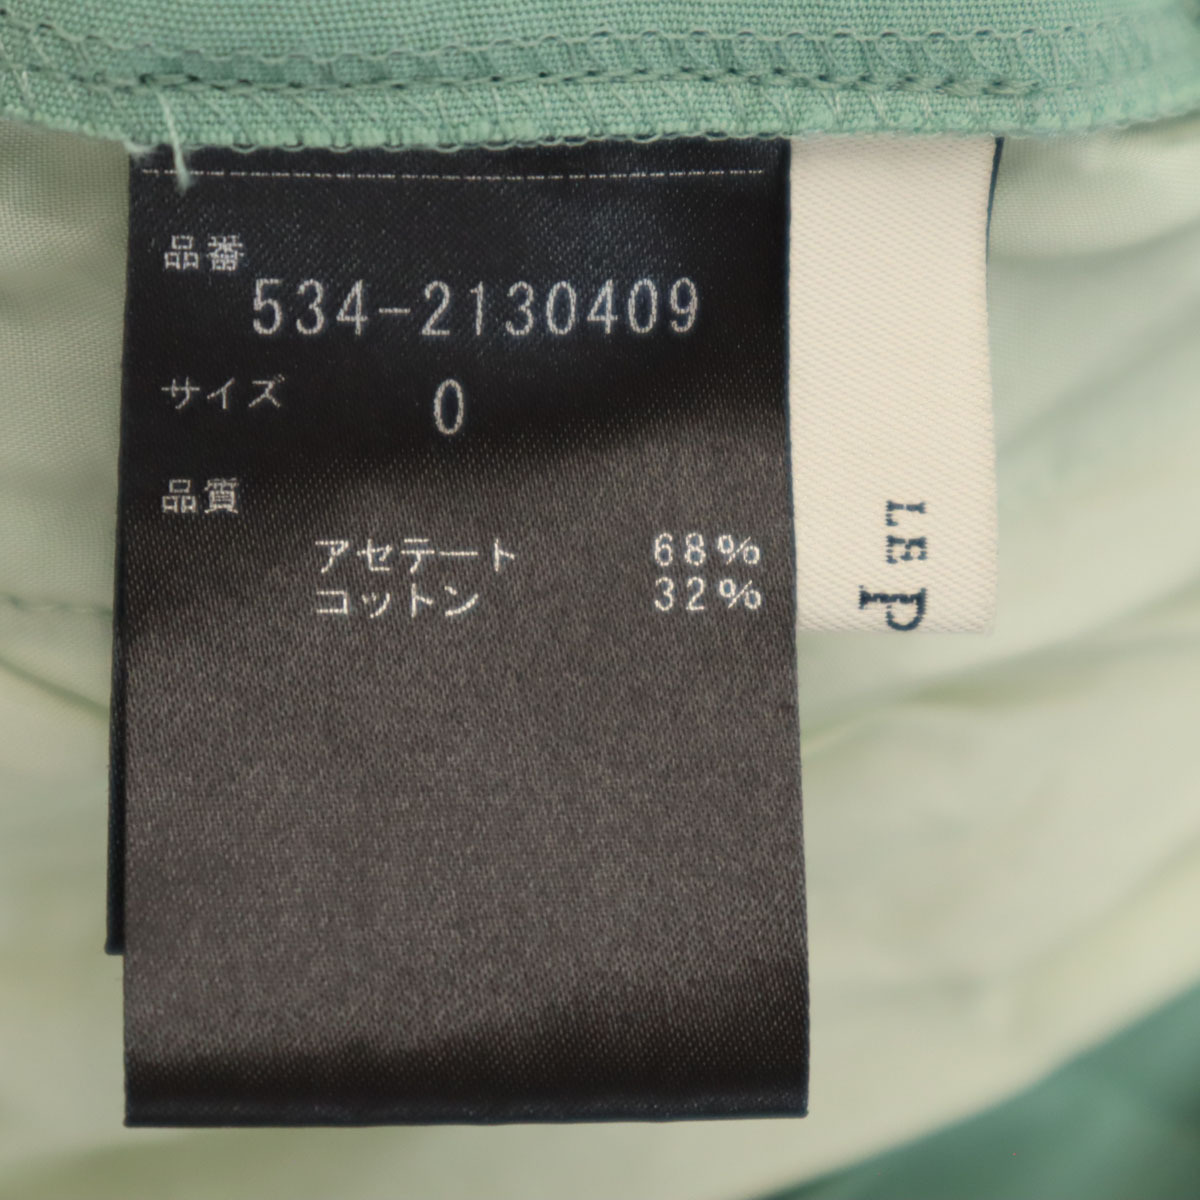 品番
534-2130409
サイズ 0
品質
アセテート 68%
コットン 32%
LE
P